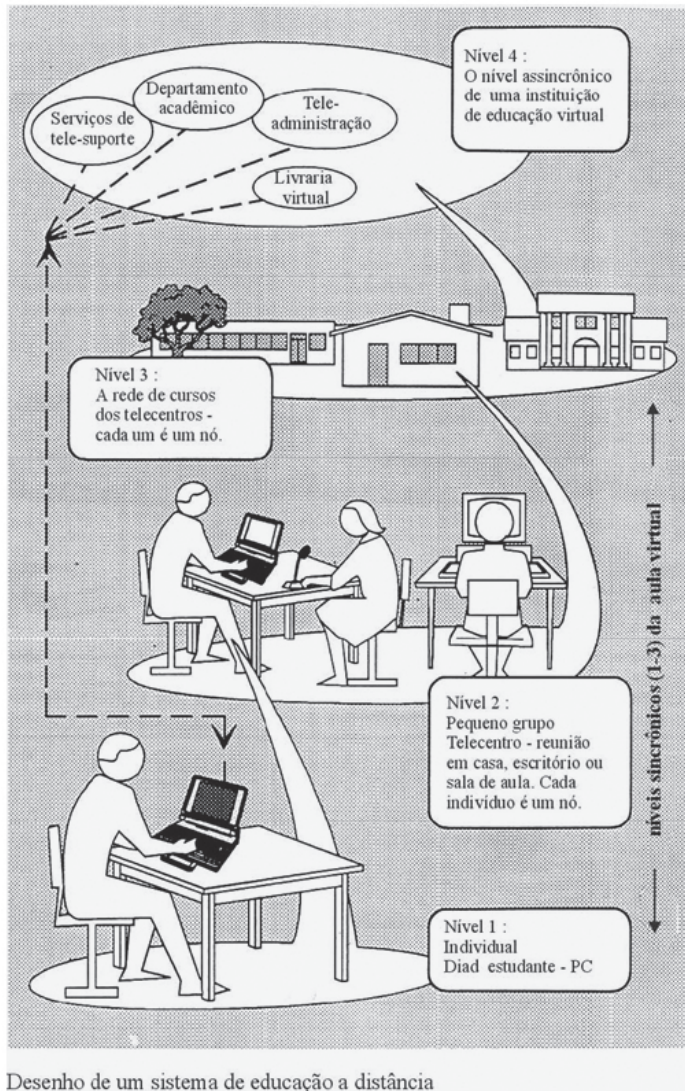 Nível 4 :
O nível assincrônico
de uma instituição
de educação virtual
Departamento
acadêmico
Serviços de
tele-suporte
Tele-
administração
Livraria
virtual
Nível 3 :
A rede de cursos
dos telecentros -
cada um é um nó.
níveis sincrônicos (1-3) da aula virtual
Nível 2 :
Pequeno grupo
Telecentro - reunião
em casa, escritório ou
sala de aula. Cada
indivíduo é um nó.
Nível 1 :
Individual
Diad estudante - PC
Desenho de um sistema de educação a distância